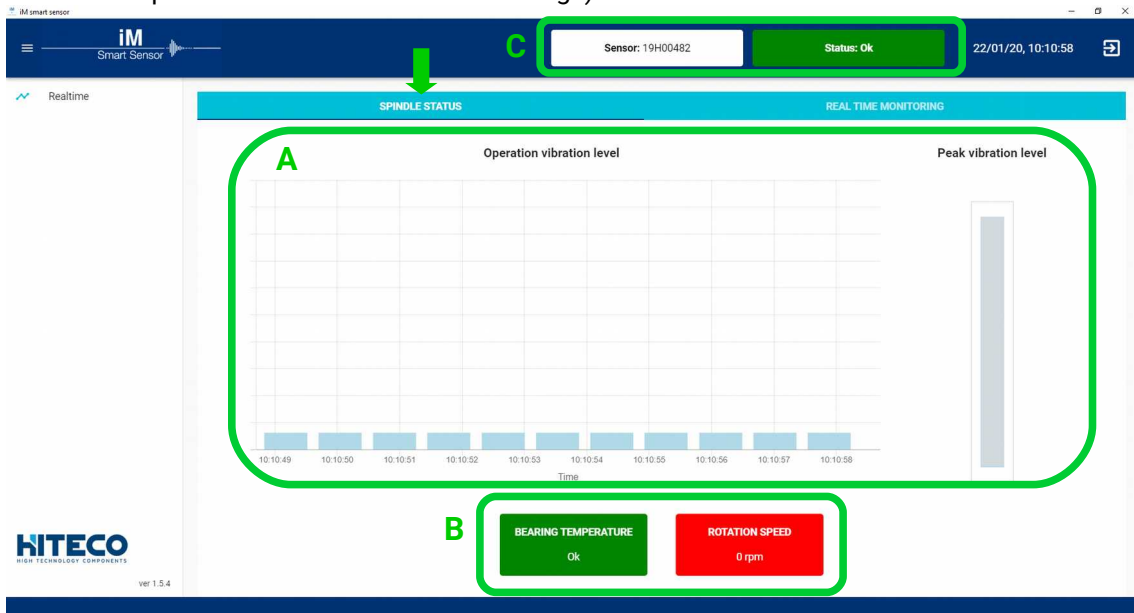 iM smart sensor
iM
Smart Sensor
C
Sensor: 19H00482
Status: Ok
22/01/20, 10:10:58
Realtime
SPINDLE STATUS
REAL TIME MONITORING
A
Operation vibration level
Peak vibration level
10:10:49 10:10:50 10:10:51 10:10:52 10:10:53 10:10:54 10:10:55 10:10:56 10:10:57 10:10:58
Time
B
BEARING TEMPERATURE
Ok
ROTATION SPEED
0 rpm
HITECO
HIGH TECHNOLOGY COMPONENTS
ver 1.5.4